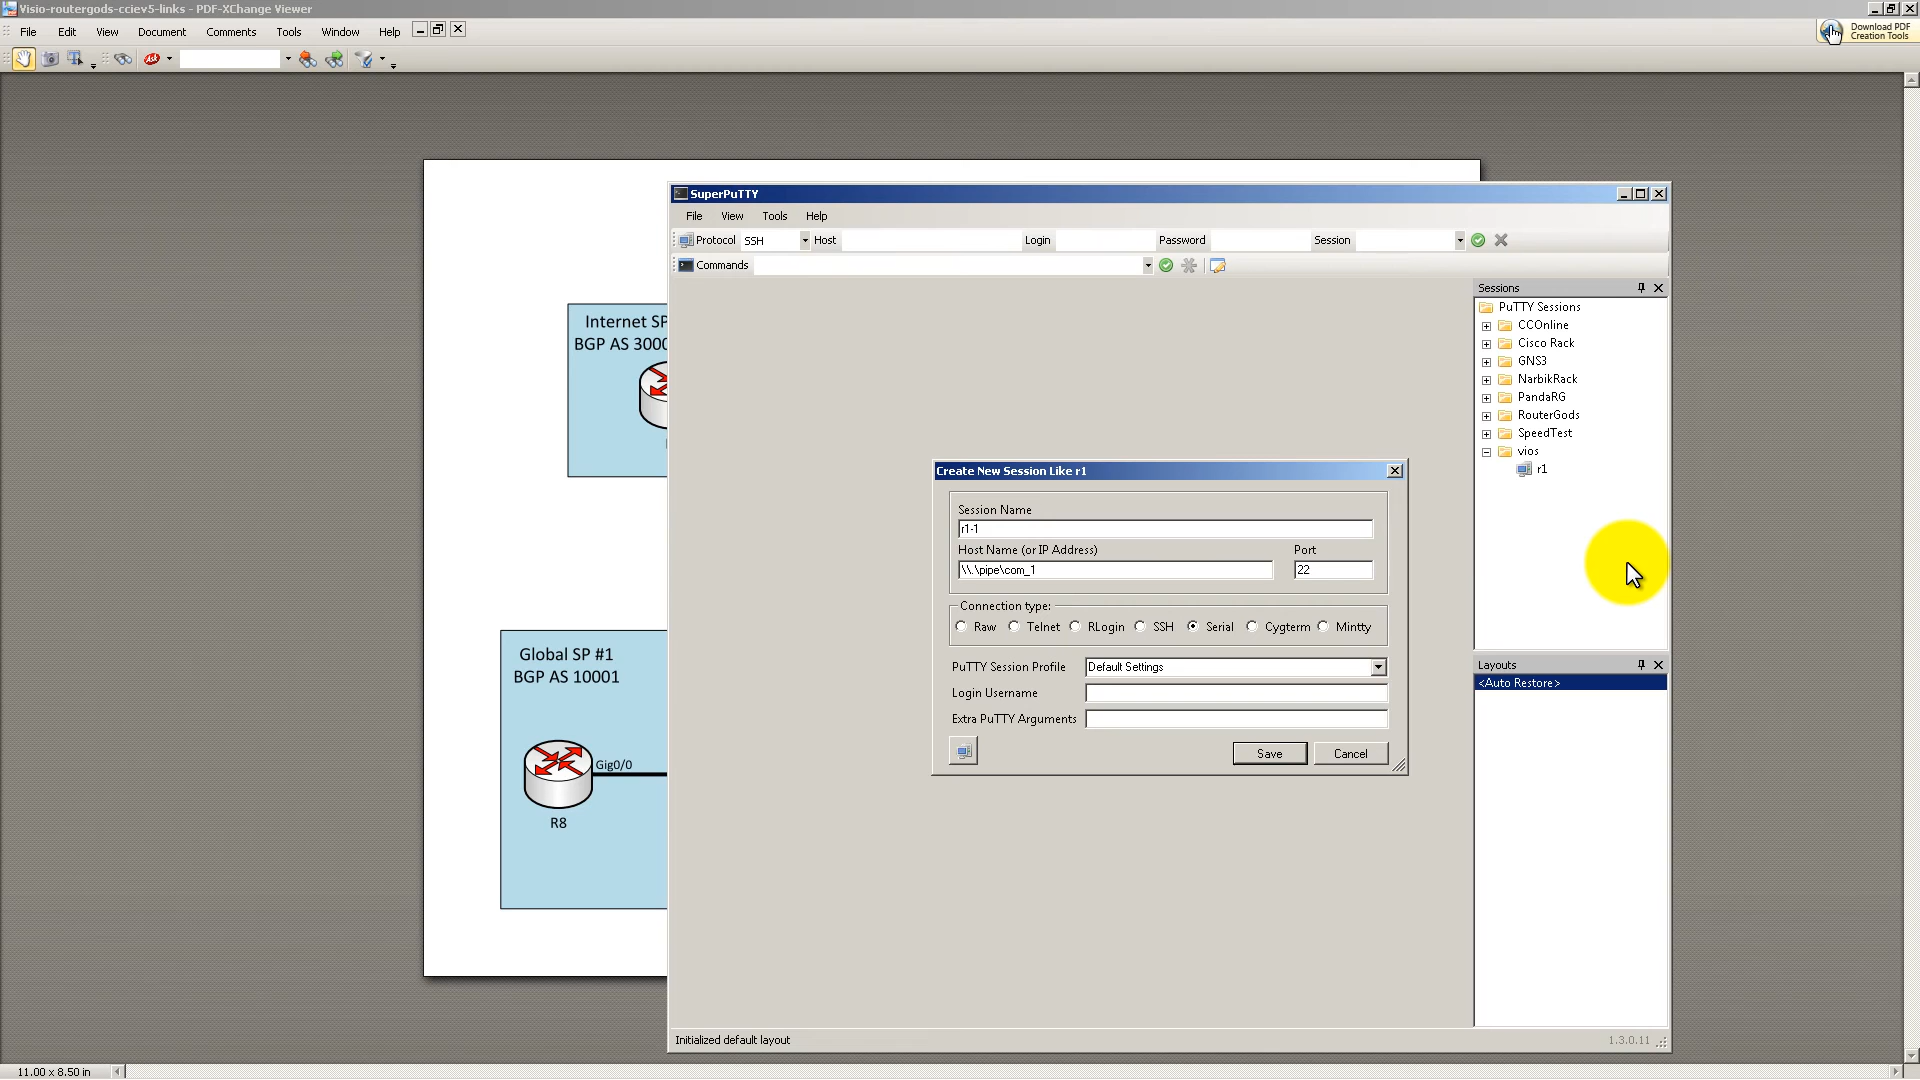 Visio-routergods-cciev5-links - PDF-XChange Viewer
File Edit View Document Comments Tools Window Help
Download PDF
Creation Tools
Ask
SuperPuTTY
File View Tools Help
Protocol SSH Host Login Password Session
Commands
Sessions
PuTTY Sessions
CCOnline
Cisco Rack
GNS3
NarbikRack
PandaRG
RouterGods
SpeedTest
vios
r1
Internet SP
BGP AS 3000
Create New Session Like r1
Session Name
r1-1
Host Name (or IP Address) Port
\\.\pipe\com_1 22
Connection type:
Raw Telnet RLogin SSH Serial Cygterm Mintty
PuTTY Session Profile Default Settings
Login Username
Extra PuTTY Arguments
Save Cancel
Layouts
<Auto Restore>
Global SP #1
BGP AS 10001
Gig0/0
R8
Initialized default layout 1.3.0.11
11.00 x 8.50 in